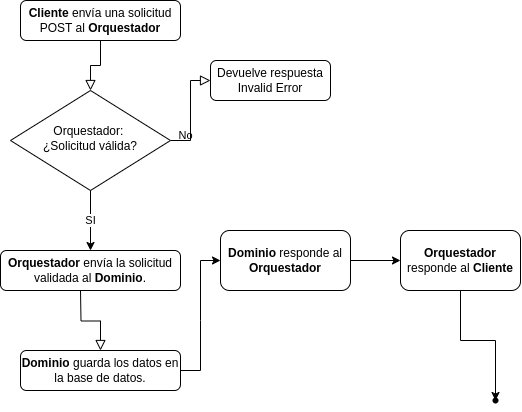 Cliente envía una solicitud
POST al Orquestador
Devuelve respuesta
Invalid Error
Orquestador:
¿Solicitud válida?
No
SI
Orquestador envía la solicitud
validada al Dominio.
Dominio responde al
Orquestador
Orquestador
responde al Cliente
Dominio guarda los datos en
la base de datos.